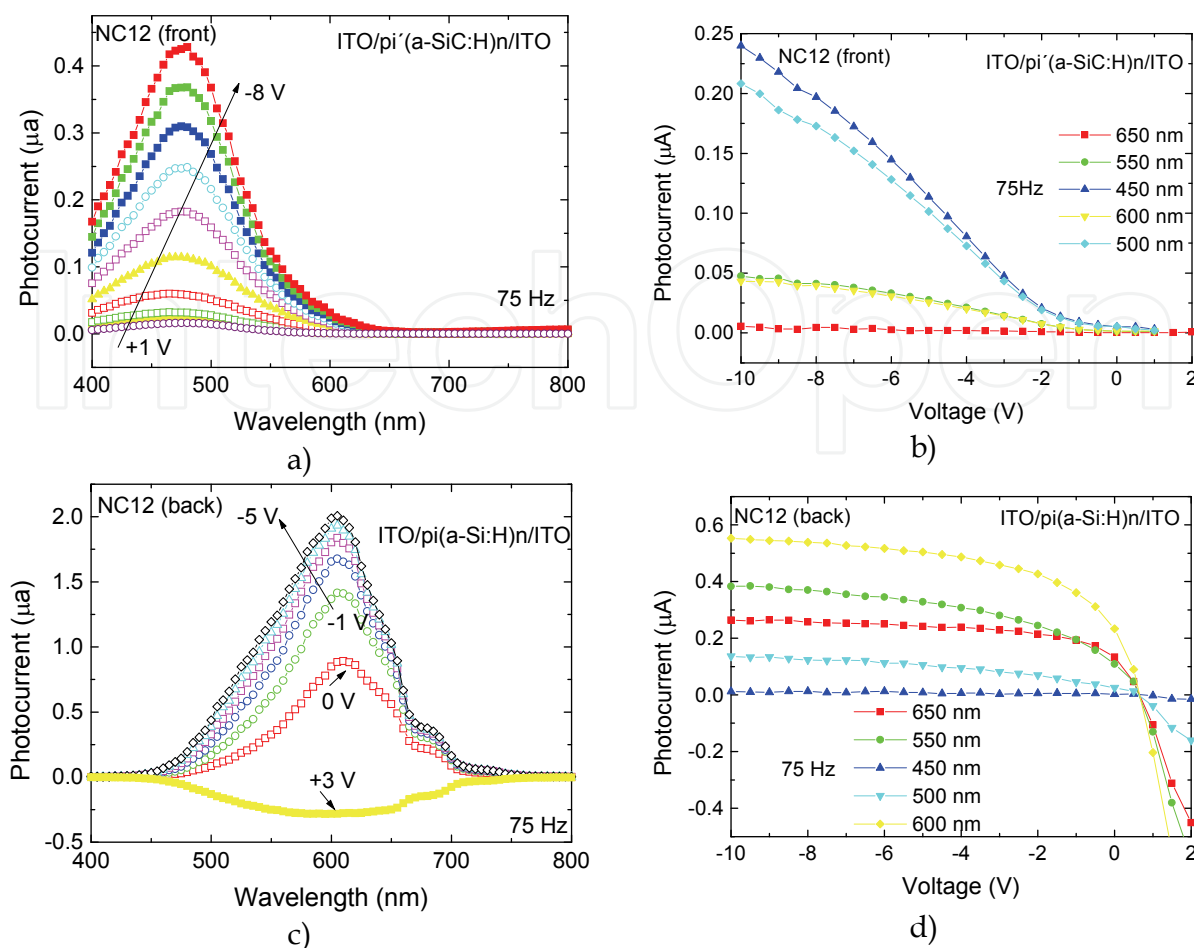 NC12 (front)
ITO/pi´(a-SiC:H)n/ITO
0.4
0.3
0.2
0.1
0.0
Photocurrent (μa)
-8 V
+1 V
75 Hz
400 500 600 700 800
Wavelength (nm)
a)
NC12 (front)
ITO/pi´(a-SiC:H)n/ITO
0.25
0.20
0.15
0.10
0.05
0.00
Photocurrent (μA)
75Hz
650 nm
550 nm
450 nm
600 nm
500 nm
-10 -8 -6 -4 -2 0 2
Voltage (V)
b)
NC12 (back)
ITO/pi(a-Si:H)n/ITO
2.0
1.5
1.0
0.5
0.0
-0.5
Photocurrent (μa)
-5 V
-1 V
0 V
+3 V
75 Hz
400 500 600 700 800
Wavelength (nm)
c)
NC12 (back)
ITO/pi(a-Si:H)n/ITO
0.6
0.4
0.2
0.0
-0.2
-0.4
Photocurrent (μA)
75 Hz
650 nm
550 nm
450 nm
500 nm
600 nm
-10 -8 -6 -4 -2 0 2
Voltage (V)
d)
intechopen